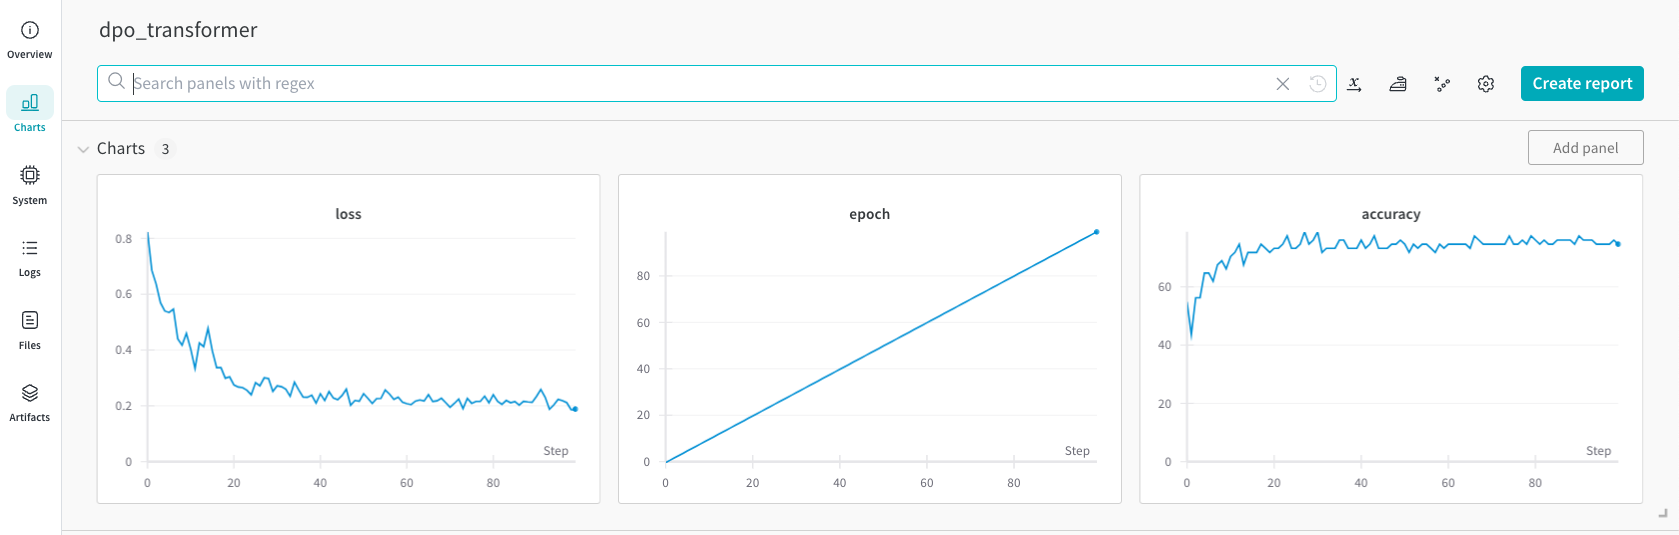 dpo_transformer
Search panels with regex
Create report
Overview
Charts
System
Logs
Files
Artifacts
Charts 3
Add panel
loss
0.8
0.6
0.4
0.2
0
Step
0 20 40 60 80
epoch
80
60
40
20
0
Step
0 20 40 60 80
accuracy
60
40
20
0
Step
0 20 40 60 80